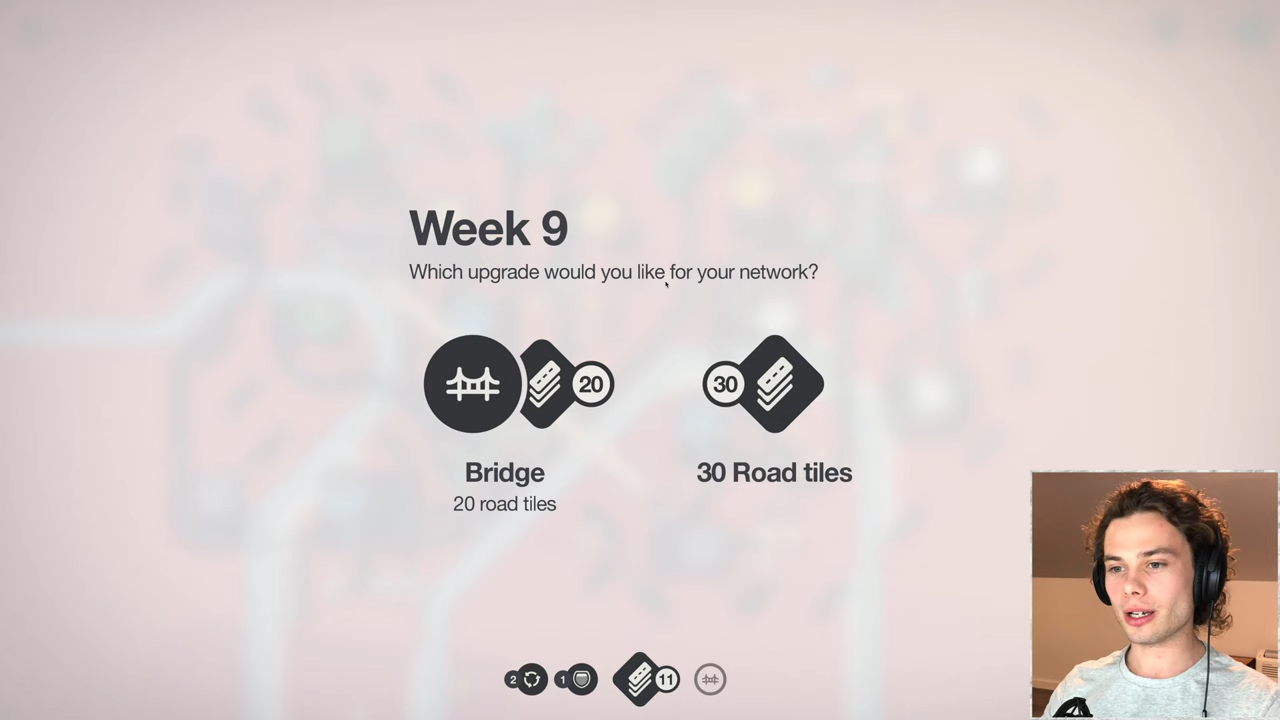 Week 9
Which upgrade would you like for your network?
20
30
Bridge
30 Road tiles
20 road tiles
2
1
11